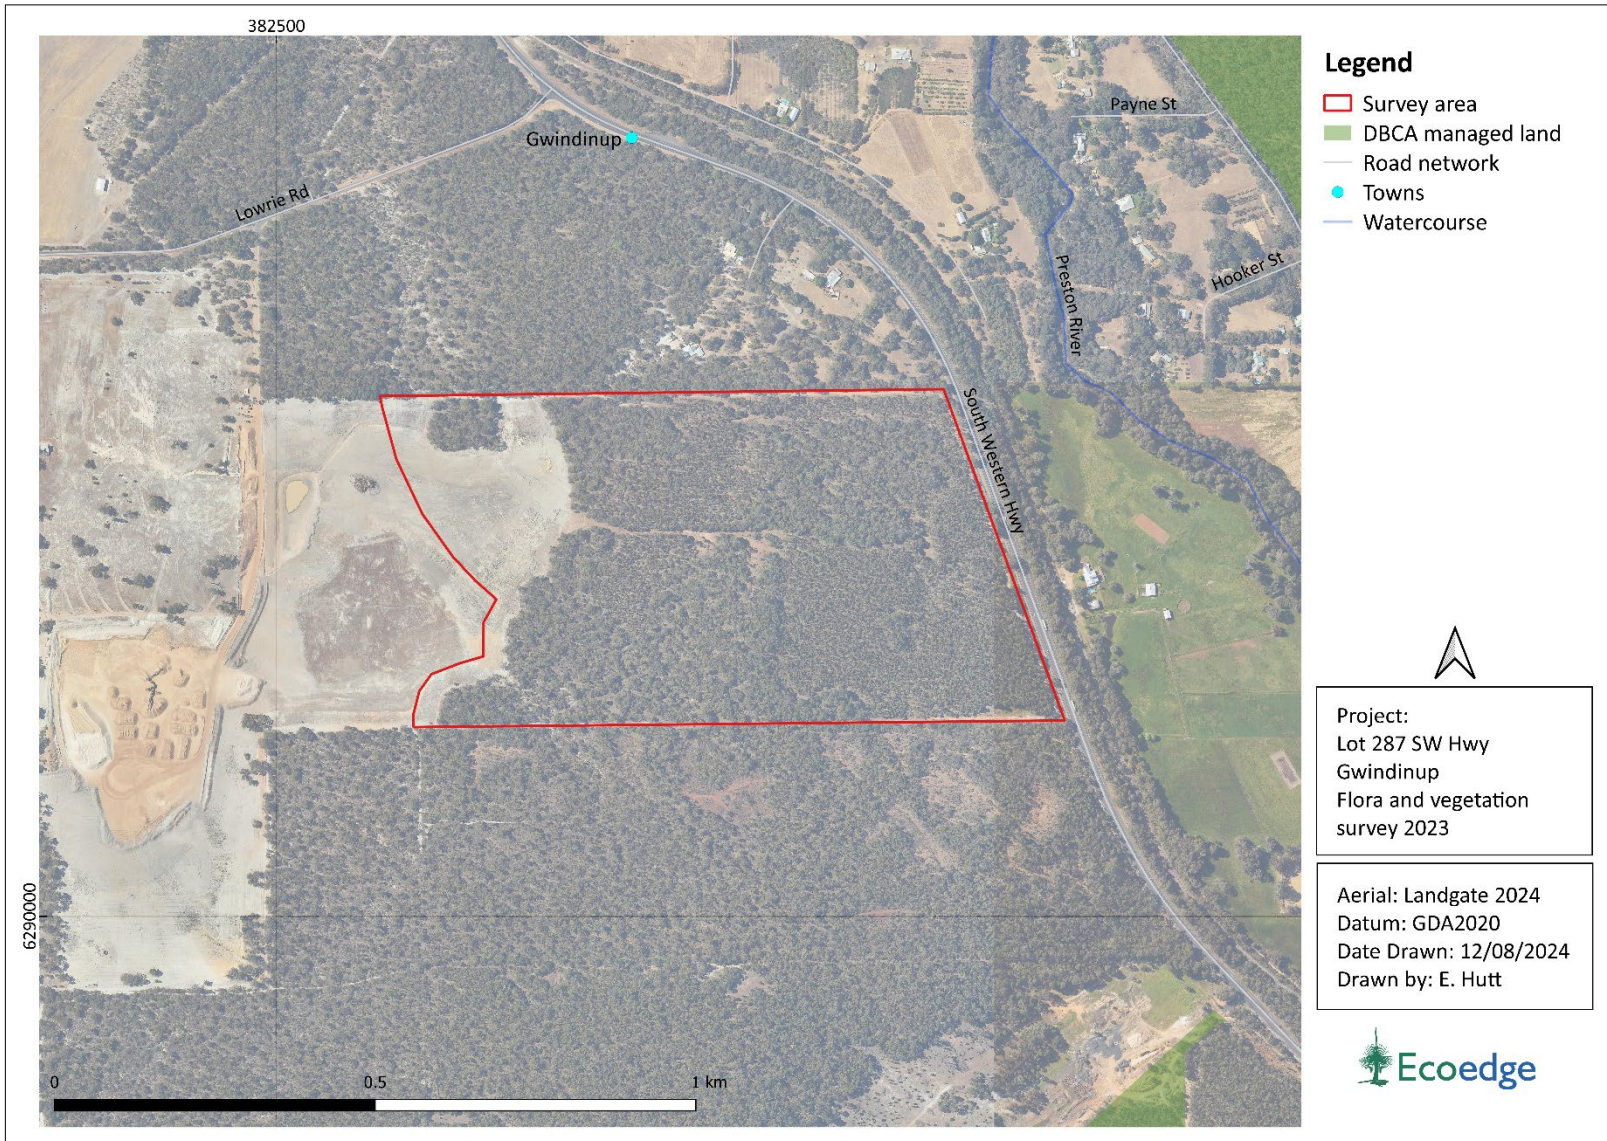 382500
Gwindinup
Lowrie Rd
Payne St
Hooker St
Preston River
South Western Hwy
6290000
0 0.5 1 km
Legend
Survey area
DBCA managed land
Road network
Towns
Watercourse
Project:
Lot 287 SW Hwy
Gwindinup
Flora and vegetation
survey 2023
Aerial: Landgate 2024
Datum: GDA2020
Date Drawn: 12/08/2024
Drawn by: E. Hutt
Ecoedge